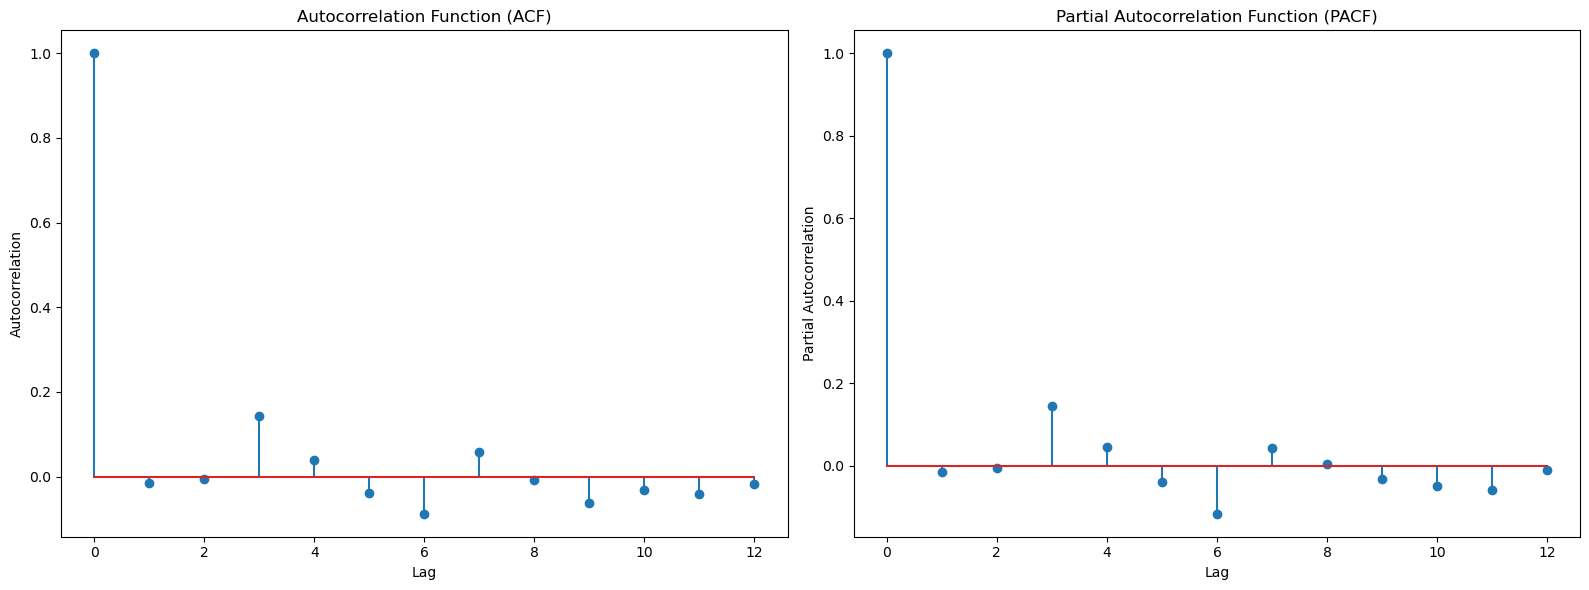 Autocorrelation Function (ACF)
Autocorrelation
1.0
0.8
0.6
0.4
0.2
0.0
0 2 4 6 8 10 12
Lag
Partial Autocorrelation Function (PACF)
Partial Autocorrelation
1.0
0.8
0.6
0.4
0.2
0.0
0 2 4 6 8 10 12
Lag